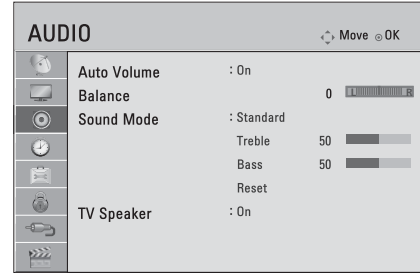 AUDIO Move OK
Auto Volume : On
Balance 0 L R
Sound Mode : Standard
Treble 50
Bass 50
Reset
TV Speaker : On